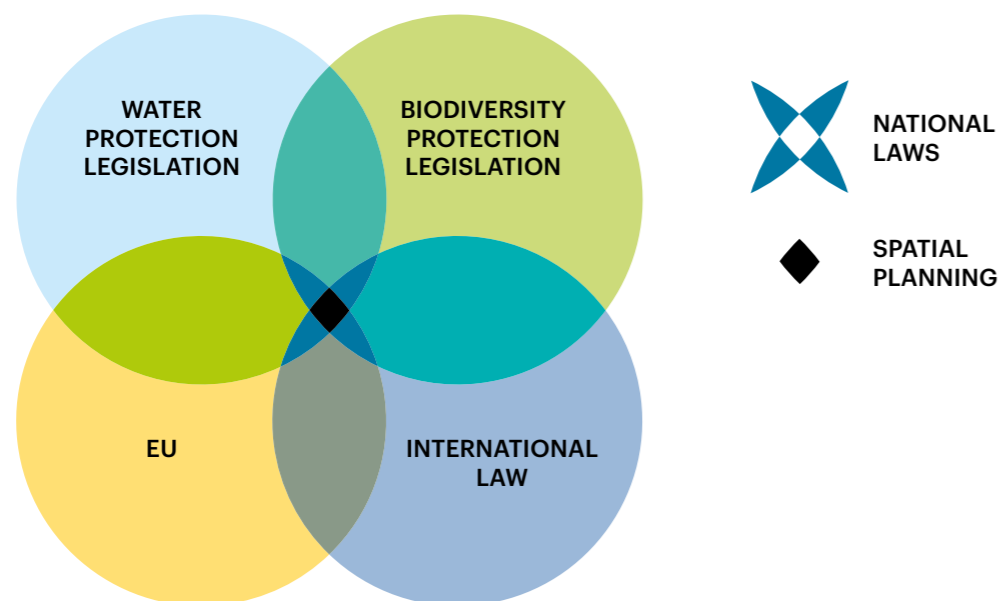 WATER
PROTECTION
LEGISLATION
BIODIVERSITY
PROTECTION
LEGISLATION
NATIONAL
LAWS
SPATIAL
PLANNING
EU
INTERNATIONAL
LAW